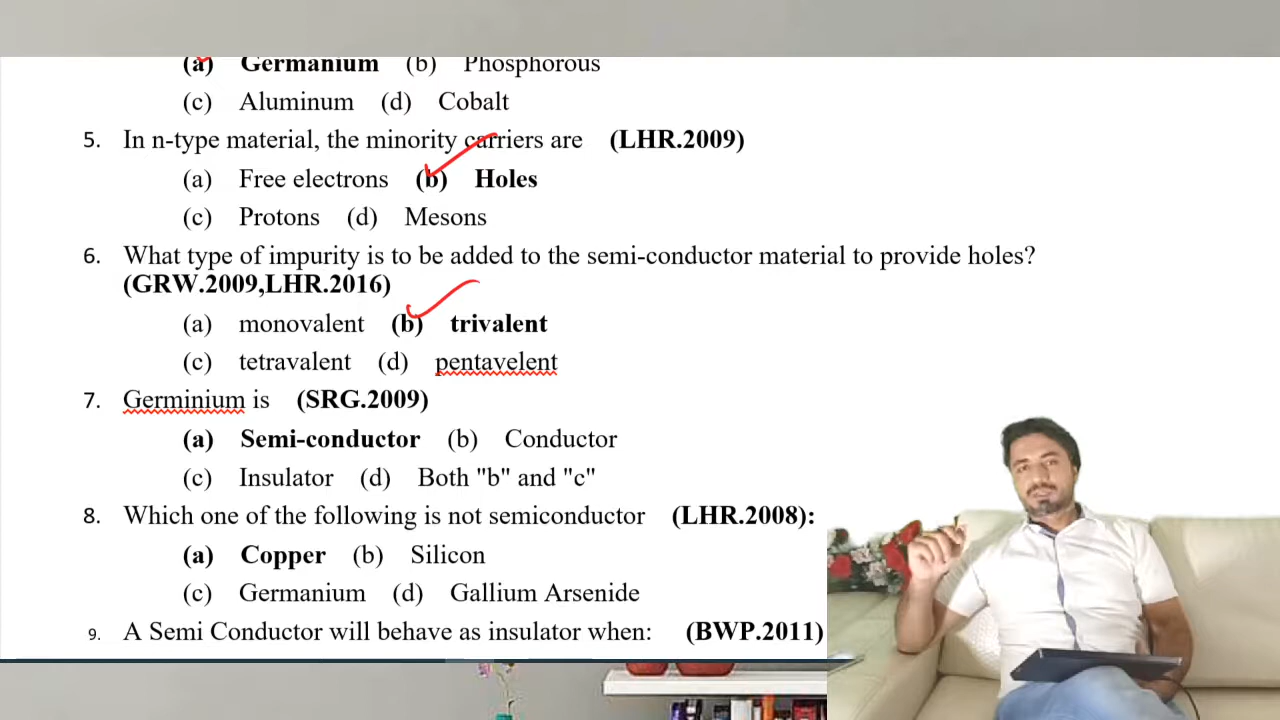 (a) Germanium (b) Phosphorous
(c) Aluminum (d) Cobalt
5. In n-type material, the minority carriers are (LHR.2009)
(a) Free electrons (b) Holes
(c) Protons (d) Mesons
6. What type of impurity is to be added to the semi-conductor material to provide holes?
(GRW.2009,LHR.2016)
(a) monovalent (b) trivalent
(c) tetravalent (d) pentavelent
7. Germinium is (SRG.2009)
(a) Semi-conductor (b) Conductor
(c) Insulator (d) Both "b" and "c"
8. Which one of the following is not semiconductor (LHR.2008):
(a) Copper (b) Silicon
(c) Germanium (d) Gallium Arsenide
9. A Semi Conductor will behave as insulator when: (BWP.2011)